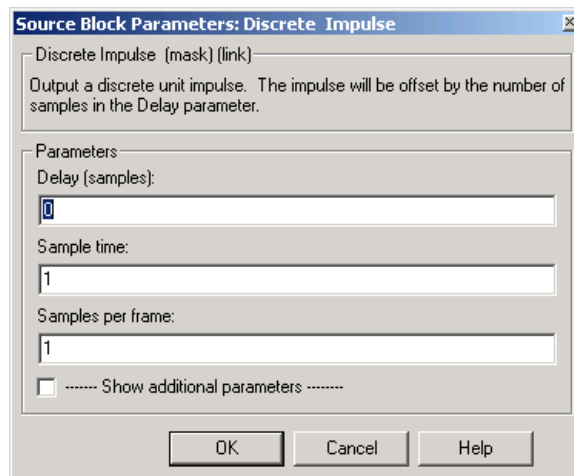 Source Block Parameters: Discrete Impulse
Discrete Impulse (mask) (link)
Output a discrete unit impulse. The impulse will be offset by the number of
samples in the Delay parameter.
Parameters
Delay (samples):
0
Sample time:
1
Samples per frame:
1
------- Show additional parameters --------
OK Cancel Help